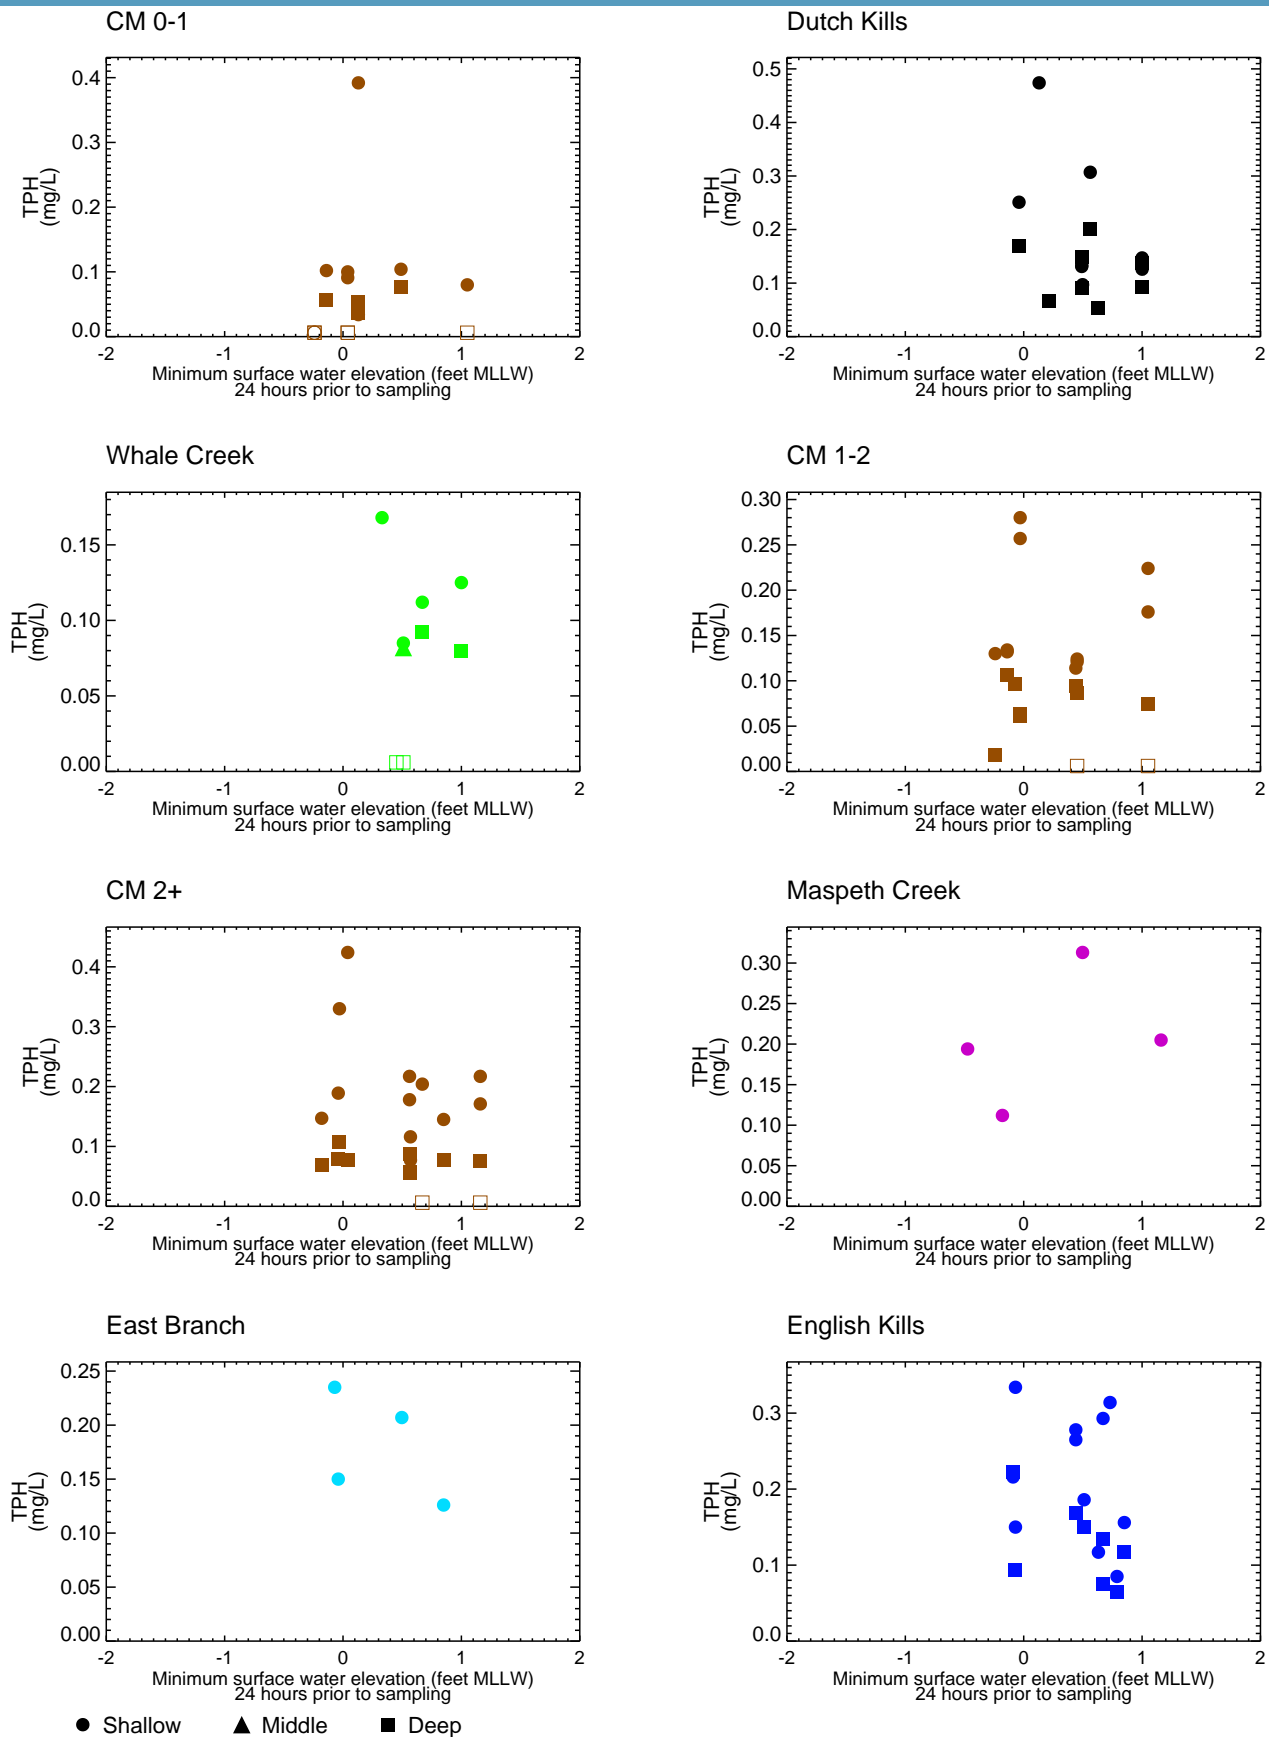 CM 0-1
0.4
0.3
0.2
0.1
0.0
TPH
(mg/L)
-2 -1 0 1 2
Minimum surface water elevation (feet MLLW)
24 hours prior to sampling
Dutch Kills
0.5
0.4
0.3
0.2
0.1
0.0
TPH
(mg/L)
-2 -1 0 1 2
Minimum surface water elevation (feet MLLW)
24 hours prior to sampling
Whale Creek
0.15
0.10
0.05
0.00
TPH
(mg/L)
-2 -1 0 1 2
Minimum surface water elevation (feet MLLW)
24 hours prior to sampling
CM 1-2
0.30
0.25
0.20
0.15
0.10
0.05
0.00
TPH
(mg/L)
-2 -1 0 1 2
Minimum surface water elevation (feet MLLW)
24 hours prior to sampling
CM 2+
0.4
0.3
0.2
0.1
0.0
TPH
(mg/L)
-2 -1 0 1 2
Minimum surface water elevation (feet MLLW)
24 hours prior to sampling
Maspeth Creek
0.30
0.25
0.20
0.15
0.10
0.05
0.00
TPH
(mg/L)
-2 -1 0 1 2
Minimum surface water elevation (feet MLLW)
24 hours prior to sampling
East Branch
0.25
0.20
0.15
0.10
0.05
0.00
TPH
(mg/L)
-2 -1 0 1 2
Minimum surface water elevation (feet MLLW)
24 hours prior to sampling
English Kills
0.3
0.2
0.1
0.0
TPH
(mg/L)
-2 -1 0 1 2
Minimum surface water elevation (feet MLLW)
24 hours prior to sampling
Shallow Middle Deep